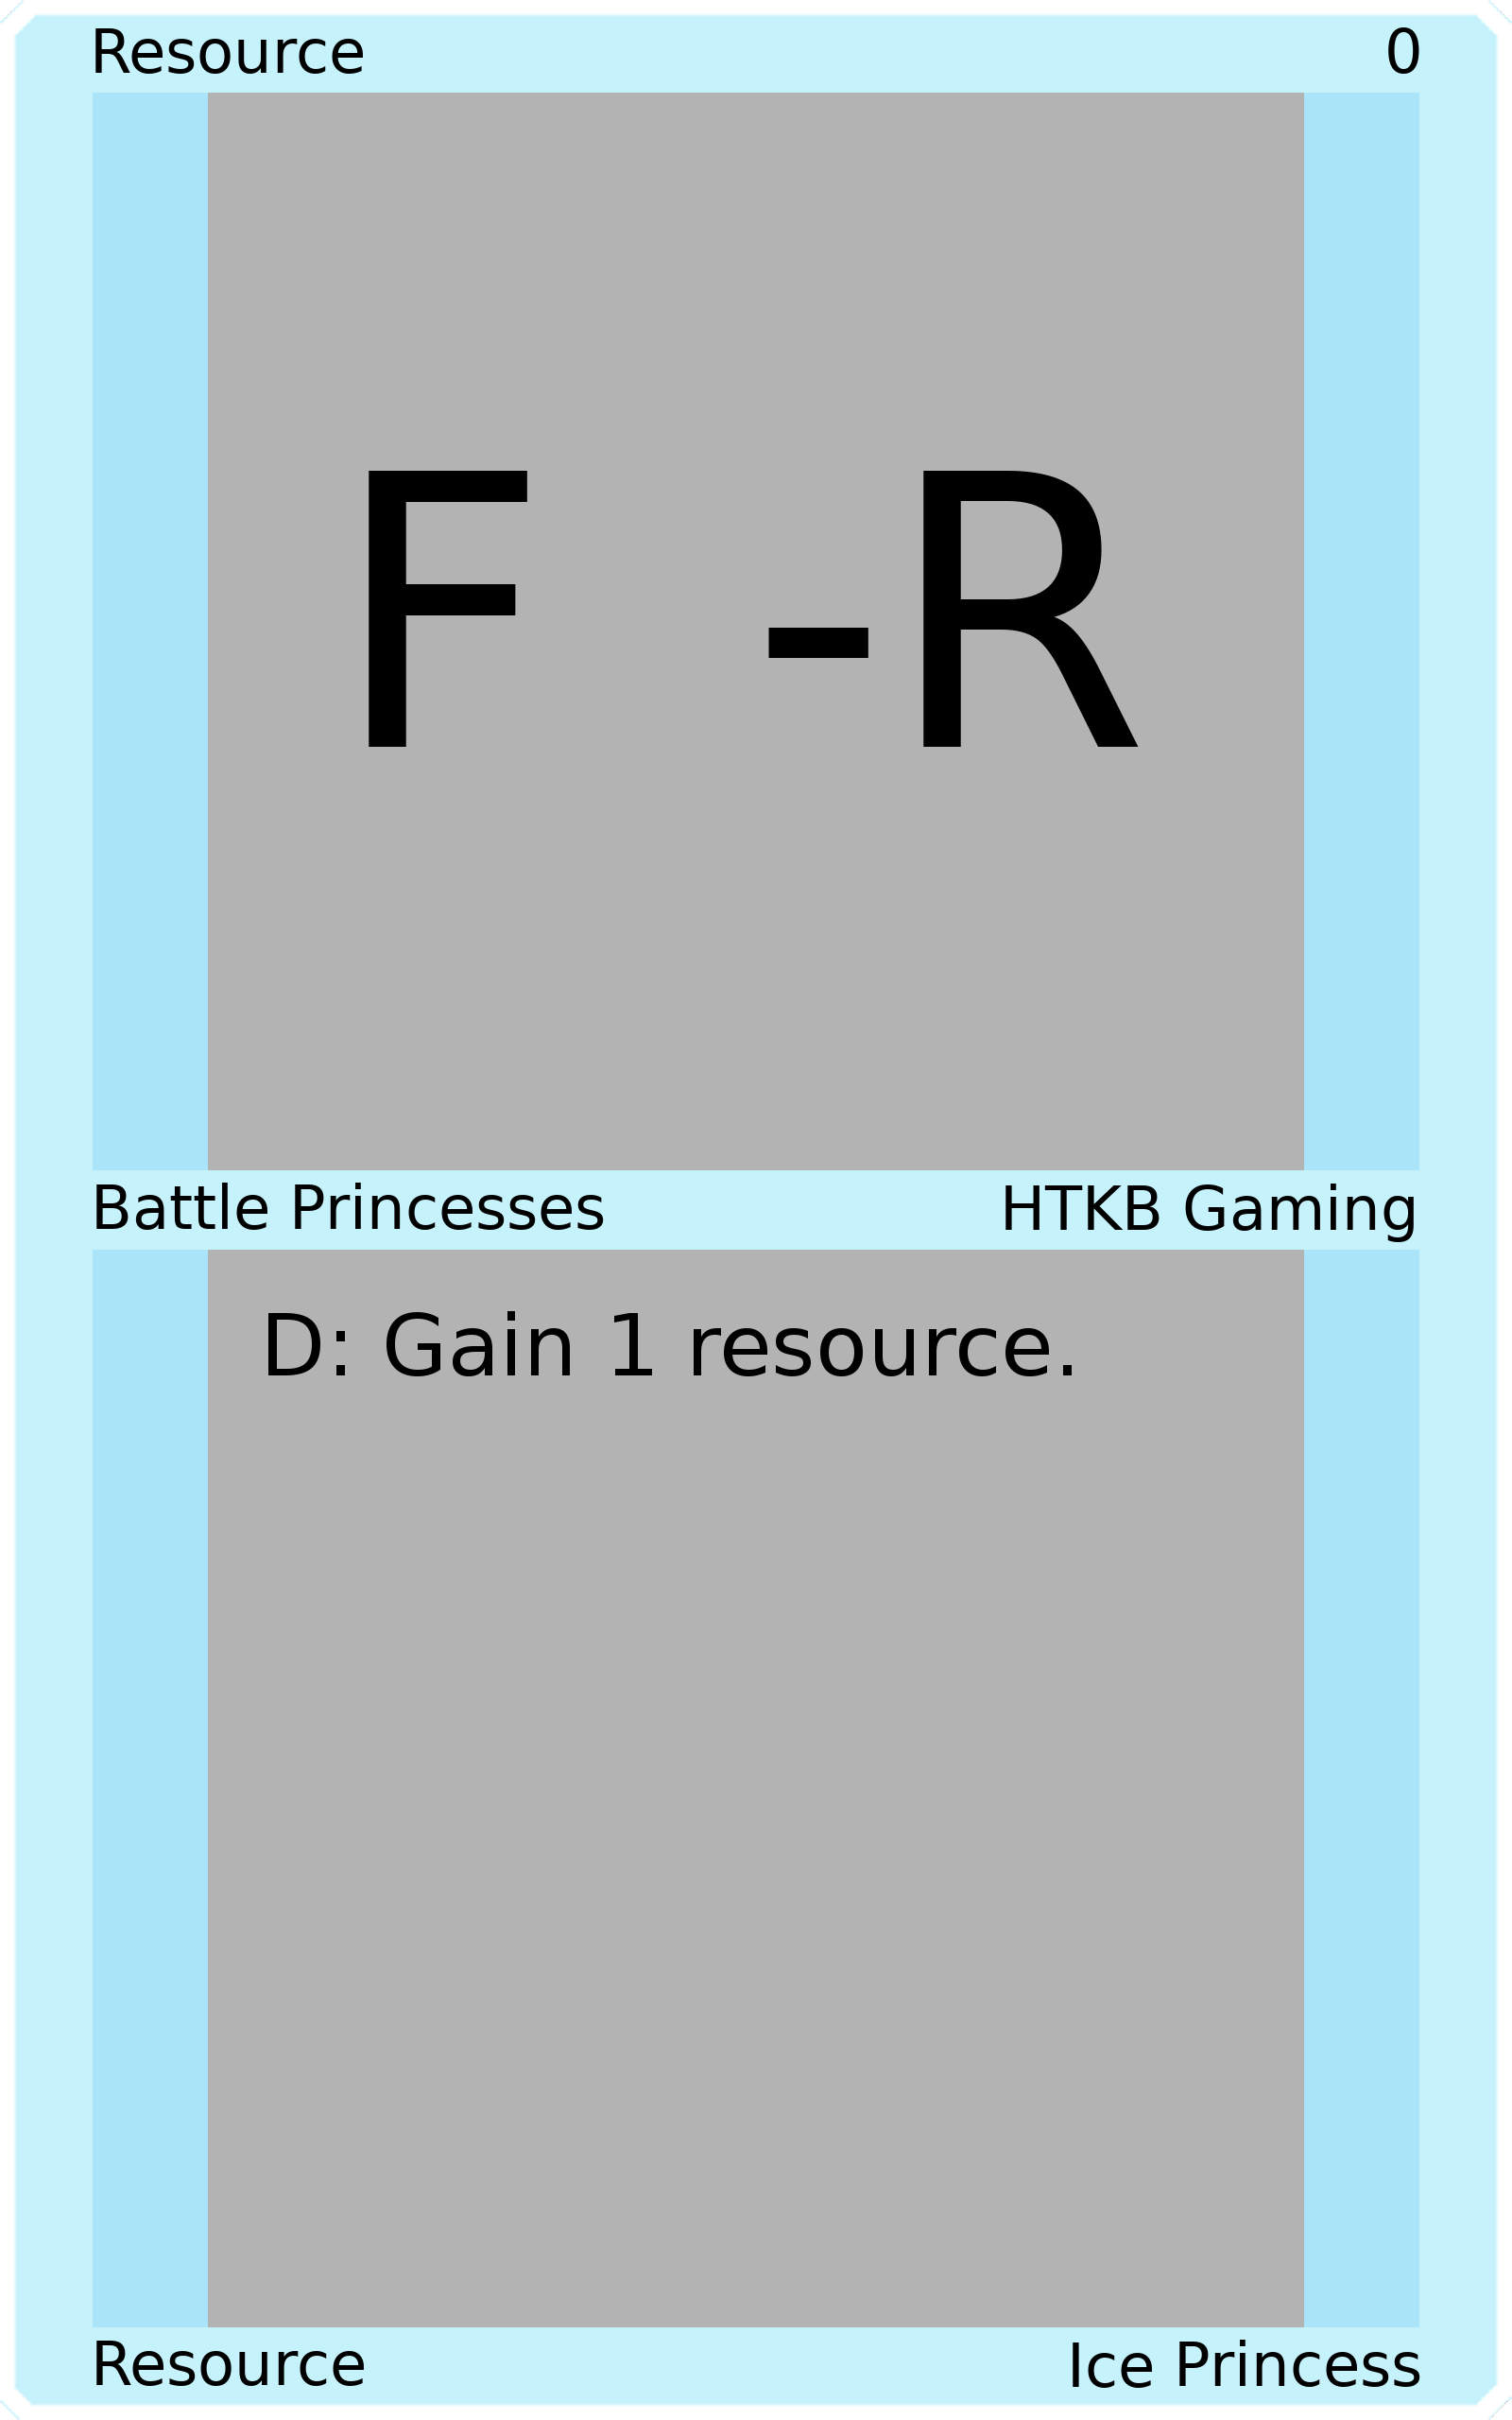 Resource 0
F -R
Battle Princesses HTKB Gaming
D: Gain 1 resource.
Resource Ice Princess